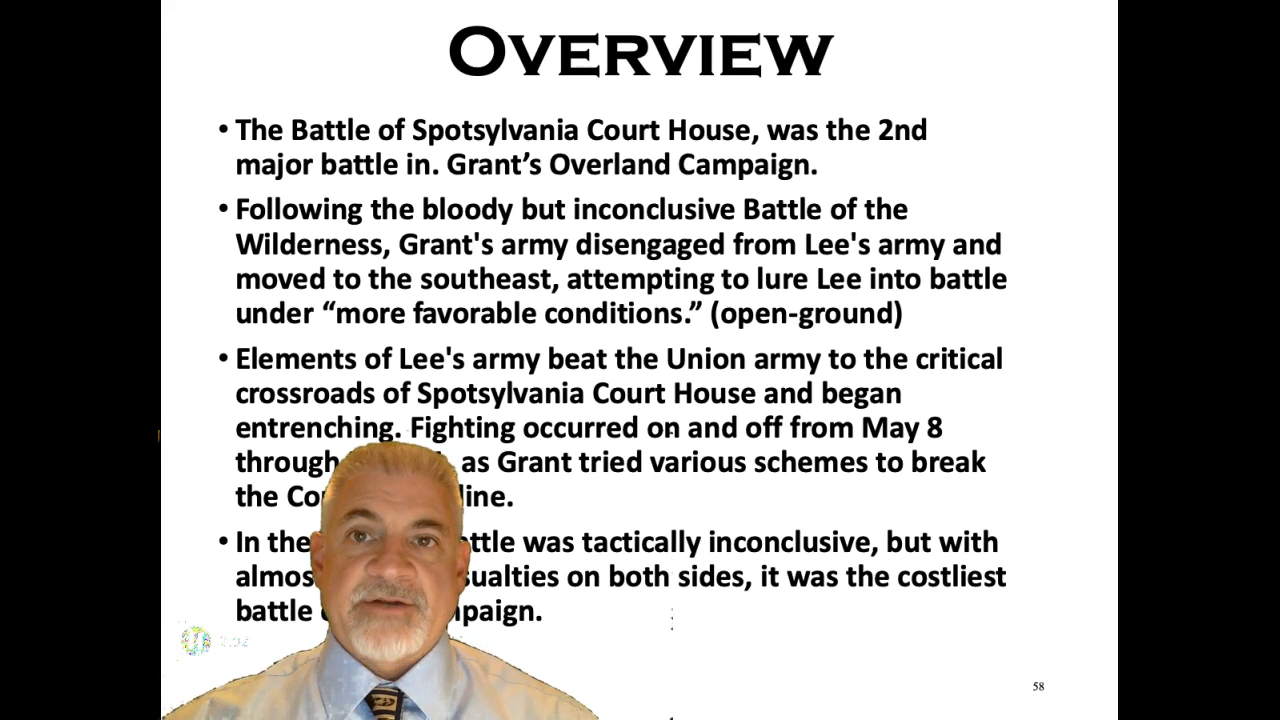 OVERVIEW
• The Battle of Spotsylvania Court House, was the 2nd
major battle in. Grant’s Overland Campaign.
• Following the bloody but inconclusive Battle of the
Wilderness, Grant's army disengaged from Lee's army and
moved to the southeast, attempting to lure Lee into battle
under “more favorable conditions.” (open-ground)
• Elements of Lee's army beat the Union army to the critical
crossroads of Spotsylvania Court House and began
entrenching. Fighting occurred on and off from May 8
through as Grant tried various schemes to break
the line.
• In the was tactically inconclusive, but with
on both sides, it was the costliest
battle
58